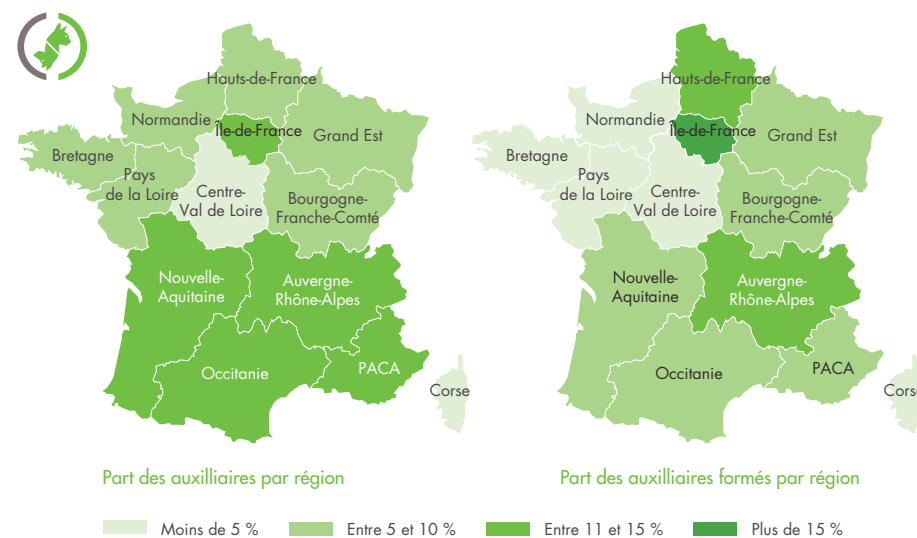 Hauts-de-France
Normandie
Île-de-France
Grand Est
Bretagne
Pays
de la Loire
Centre-
Val de Loire
Bourgogne-
Franche-Comté
Nouvelle-
Aquitaine
Auvergne-
Rhône-Alpes
Occitanie
PACA
Corse
Part des auxilliaires par région
Hauts-de-France
Normandie
Île-de-France
Grand Est
Bretagne
Pays
de la Loire
Centre-
Val de Loire
Bourgogne-
Franche-Comté
Nouvelle-
Aquitaine
Auvergne-
Rhône-Alpes
Occitanie
PACA
Corse
Part des auxilliaires formés par région
Moins de 5 %
Entre 5 et 10 %
Entre 11 et 15 %
Plus de 15 %